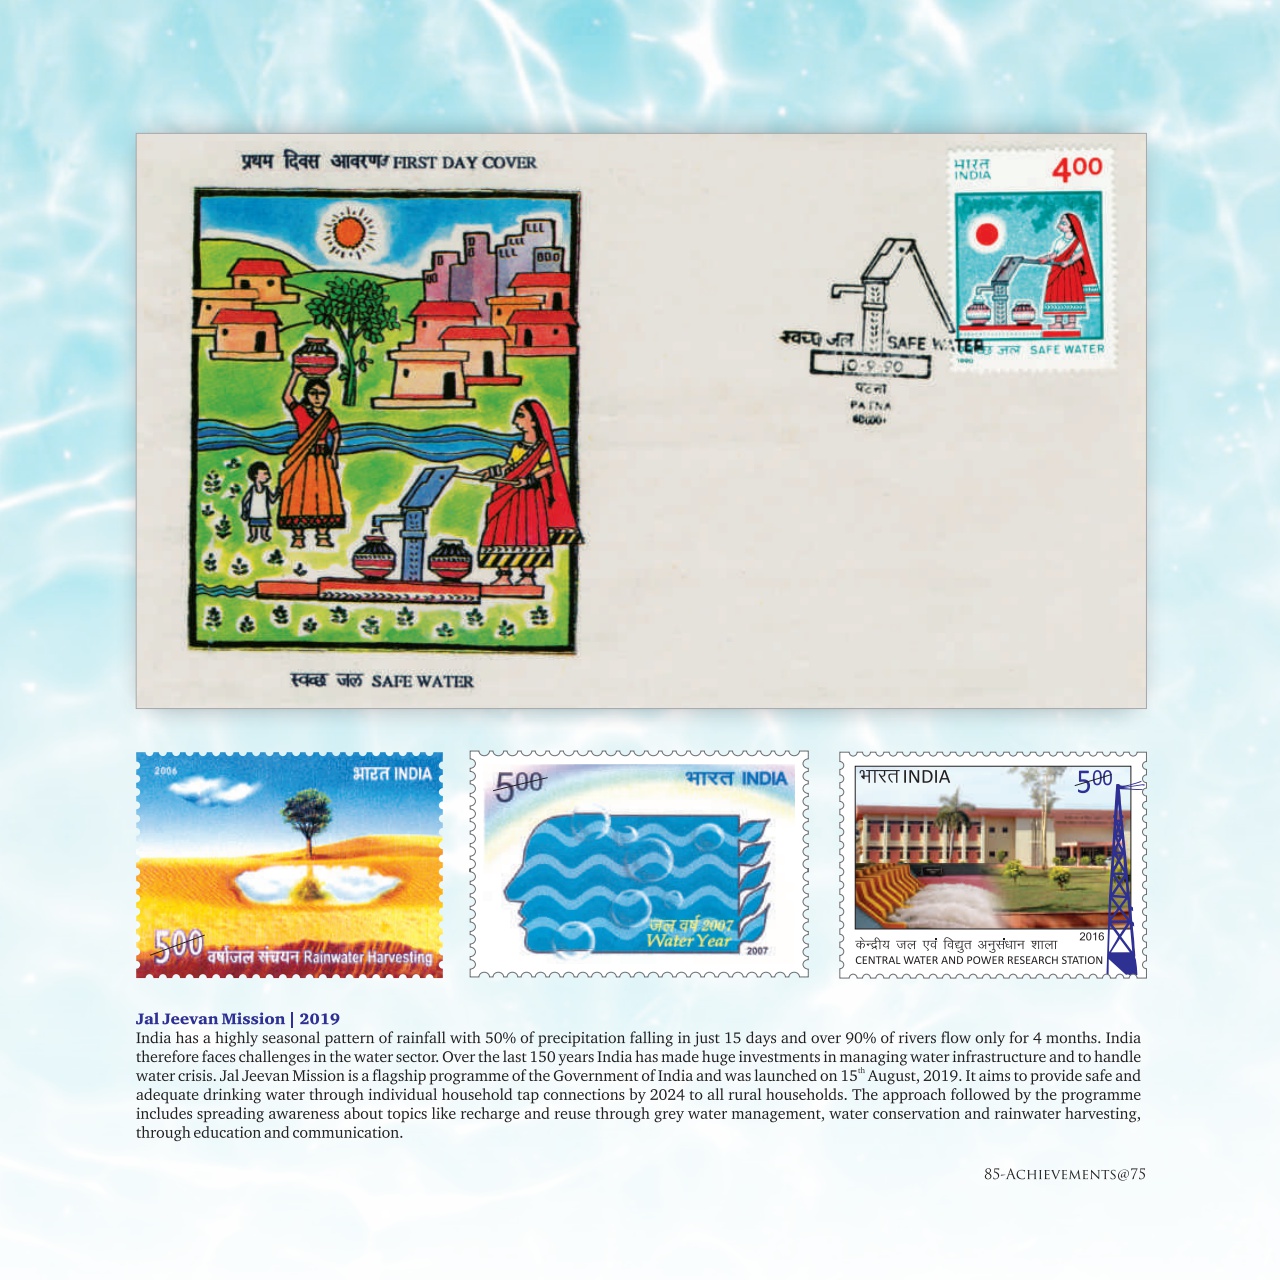 प्रथम दिवस आवरण FIRST DAY COVER
भारत
INDIA
400
स्वच्छ जल SAFE WATER
10-9-90
पटना
PATNA
स्वच्छ जल SAFE WATER
1990
स्वच्छ जल SAFE WATER
2006
भारत INDIA
500
वर्षाजल संचयन Rainwater Harvesting
500
भारत INDIA
जल वर्ष 2007
Water Year
2007
भारत INDIA
500
2016
केन्द्रीय जल एवं विद्युत अनुसंधान शाला
CENTRAL WATER AND POWER RESEARCH STATION
Jal Jeevan Mission | 2019
India has a highly seasonal pattern of rainfall with 50% of precipitation falling in just 15 days and over 90% of rivers flow only for 4 months. India
therefore faces challenges in the water sector. Over the last 150 years India has made huge investments in managing water infrastructure and to handle
water crisis. Jal Jeevan Mission is a flagship programme of the Government of India and was launched on 15th August, 2019. It aims to provide safe and
adequate drinking water through individual household tap connections by 2024 to all rural households. The approach followed by the programme
includes spreading awareness about topics like recharge and reuse through grey water management, water conservation and rainwater harvesting,
through education and communication.
85-Achievements@75